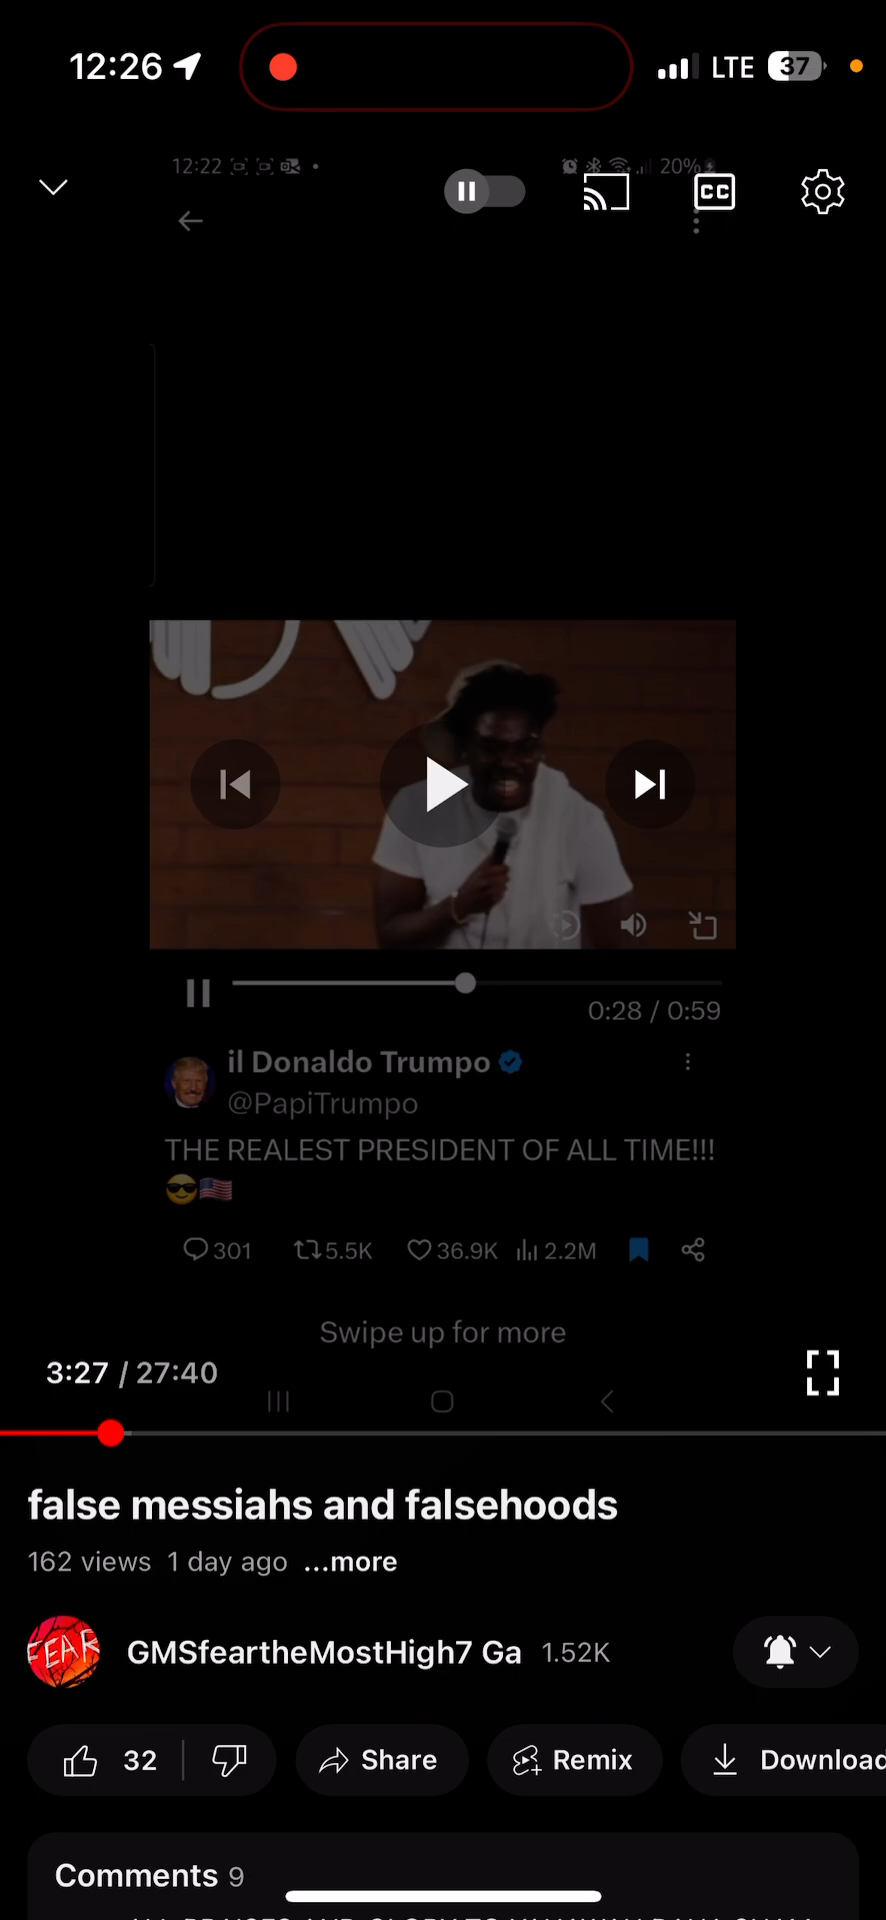 12:26
LTE
37
12:22
20%
CC
0:28 / 0:59
il Donaldo Trumpo
@PapiTrumpo
THE REALEST PRESIDENT OF ALL TIME!!!
😎🇺🇸
301 5.5K 36.9K 2.2M
Swipe up for more
3:27 / 27:40
false messiahs and falsehoods
162 views 1 day ago ...more
FEAR
GMSfeartheMostHigh7 Ga 1.52K
32 Share Remix Download
Comments 9